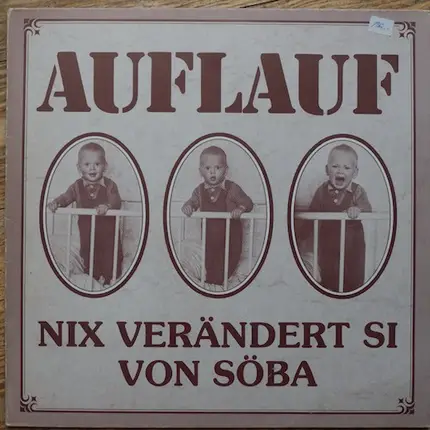 AUFLAUF
NIX VERÄNDERT SI
VON SÖBA